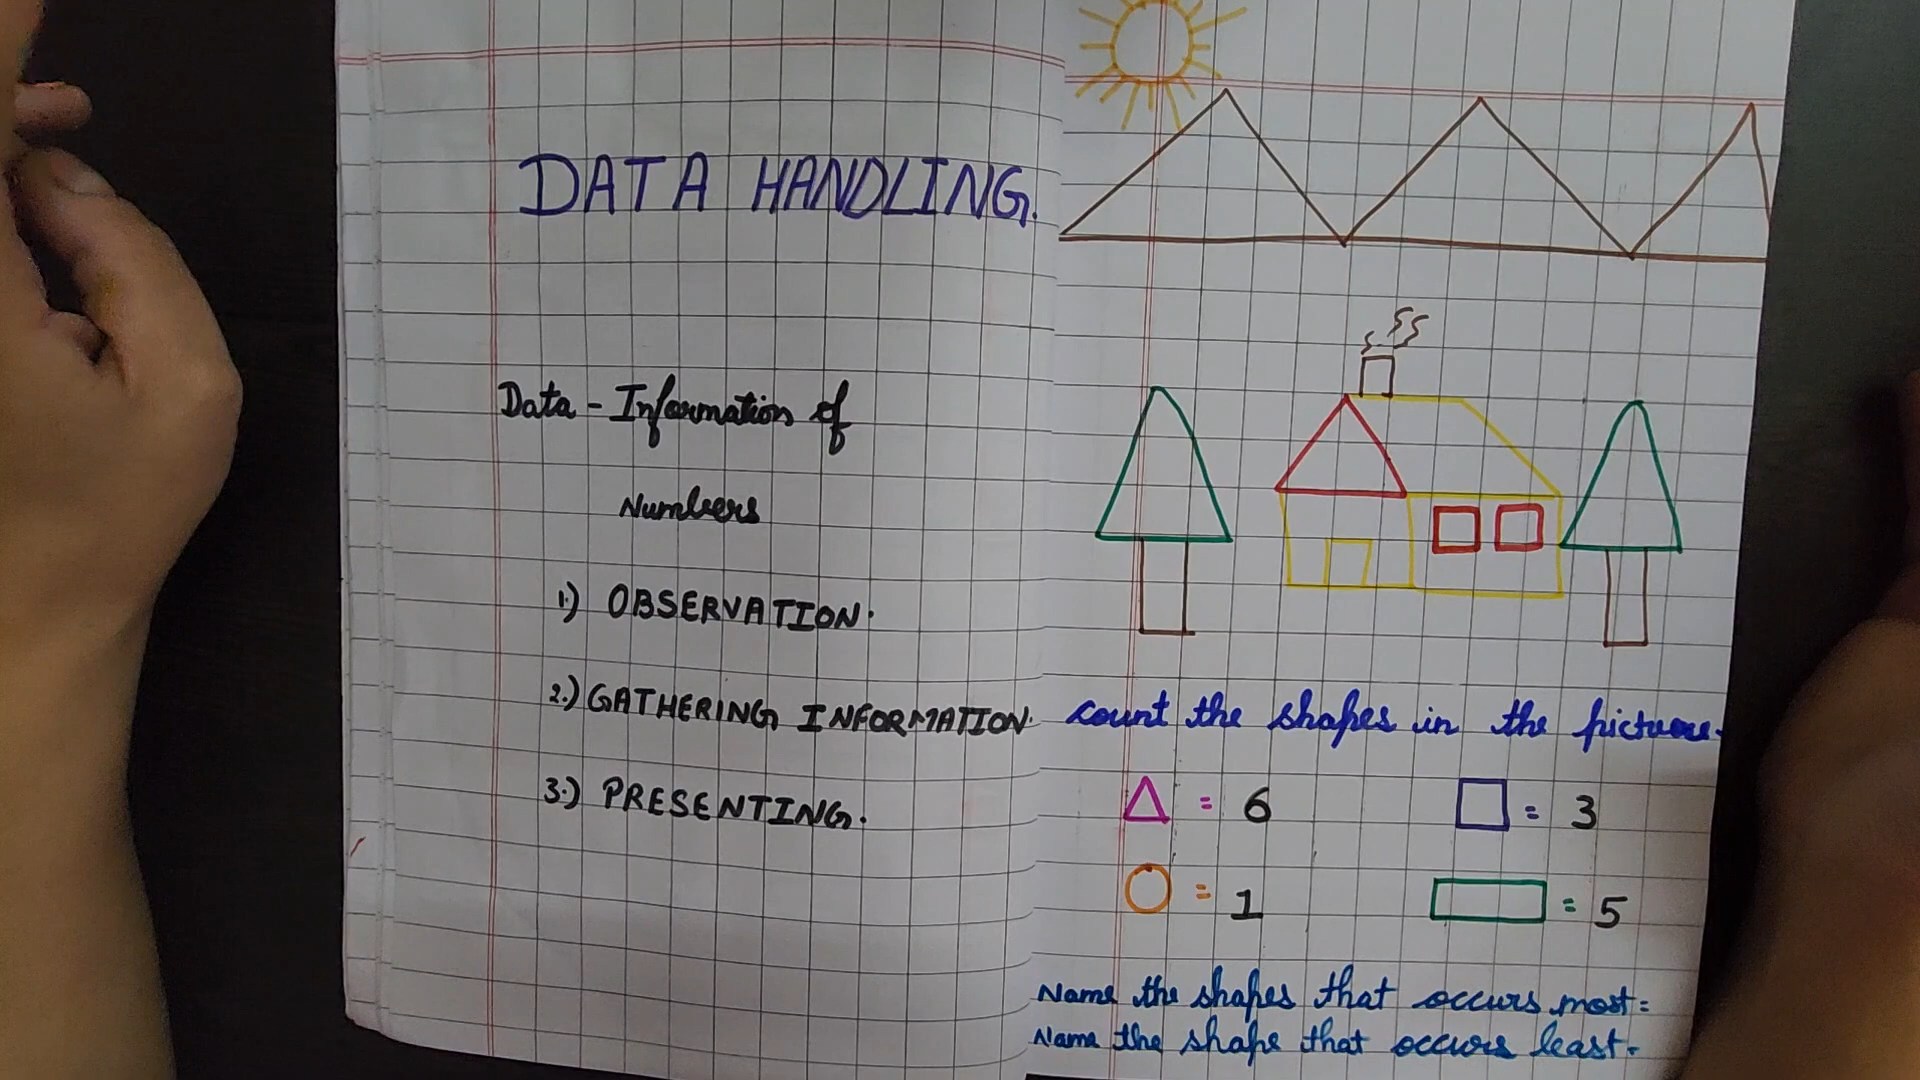 DATA HANDLING.
Data - Information of
Numbers
1.) OBSERVATION.
2.) GATHERING INFORMATION.
3.) PRESENTING.
count the shapes in the picture.
△ = 6 □ = 3
○ = 1 ▭ = 5
Name the shapes that occurs most:
Name the shape that occurs least.